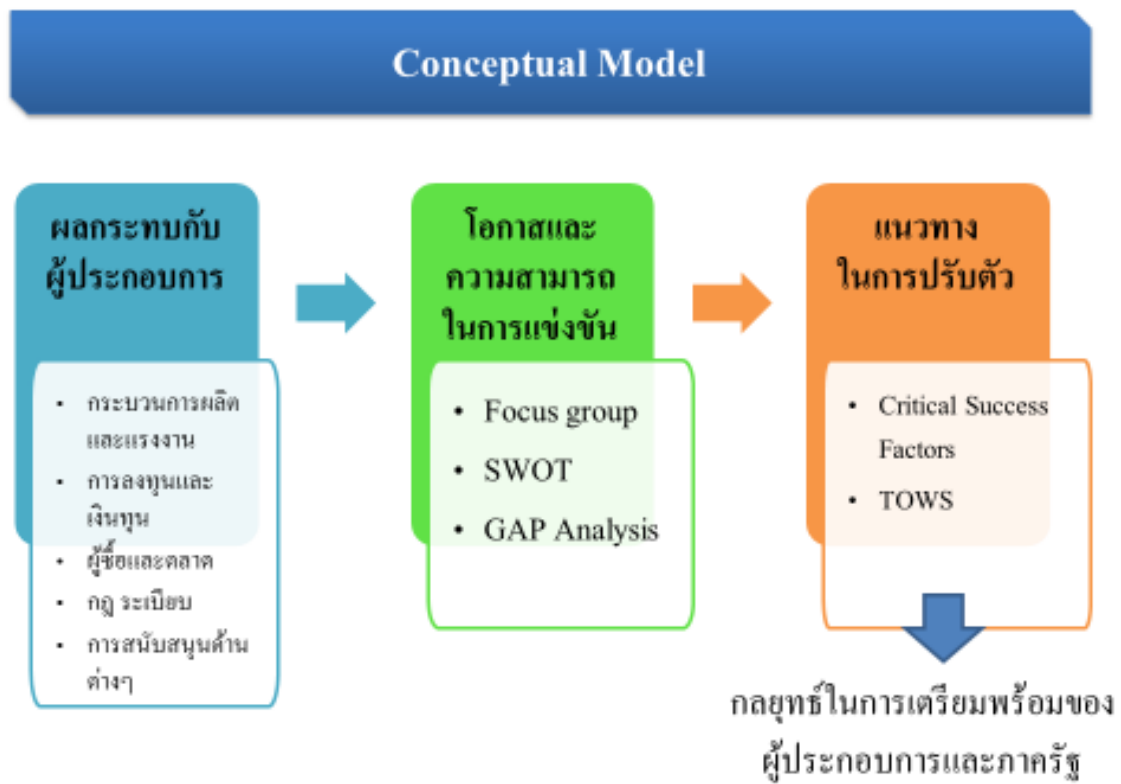 Conceptual Model
ผลกระทบกับ
ผู้ประกอบการ
• กระบวนการผลิต
และแรงงาน
• การลงทุนและ
เงินทุน
• ผู้ซื้อและตลาด
• กฎ ระเบียบ
• การสนับสนุนด้าน
ต่างๆ
โอกาสและ
ความสามารถ
ในการแข่งขัน
• Focus group
• SWOT
• GAP Analysis
แนวทาง
ในการปรับตัว
• Critical Success
Factors
• TOWS
กลยุทธ์ในการเตรียมพร้อมของ
ผู้ประกอบการและภาครัฐ